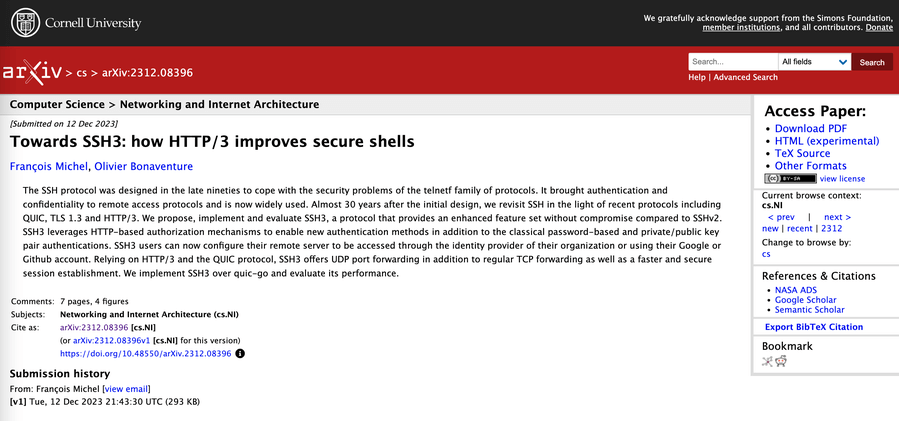 Cornell University
We gratefully acknowledge support from the Simons Foundation,
member institutions, and all contributors. Donate
arXiv > cs > arXiv:2312.08396
Search...
All fields
Search
Help | Advanced Search
Computer Science > Networking and Internet Architecture
[Submitted on 12 Dec 2023]
Towards SSH3: how HTTP/3 improves secure shells
François Michel, Olivier Bonaventure
The SSH protocol was designed in the late nineties to cope with the security problems of the telnetf family of protocols. It brought authentication and
confidentiality to remote access protocols and is now widely used. Almost 30 years after the initial design, we revisit SSH in the light of recent protocols including
QUIC, TLS 1.3 and HTTP/3. We propose, implement and evaluate SSH3, a protocol that provides an enhanced feature set without compromise compared to SSHv2.
SSH3 leverages HTTP-based authorization mechanisms to enable new authentication methods in addition to the classical password-based and private/public key
pair authentications. SSH3 users can now configure their remote server to be accessed through the identity provider of their organization or using their Google or
Github account. Relying on HTTP/3 and the QUIC protocol, SSH3 offers UDP port forwarding in addition to regular TCP forwarding as well as a faster and secure
session establishment. We implement SSH3 over quic-go and evaluate its performance.
Comments: 7 pages, 4 figures
Subjects: Networking and Internet Architecture (cs.NI)
Cite as: arXiv:2312.08396 [cs.NI]
(or arXiv:2312.08396v1 [cs.NI] for this version)
https://doi.org/10.48550/arXiv.2312.08396
Submission history
From: François Michel [view email]
[v1] Tue, 12 Dec 2023 21:43:30 UTC (293 KB)
Access Paper:
Download PDF
HTML (experimental)
TeX Source
Other Formats
CC BY-SA view license
Current browse context:
cs.NI
< prev | next >
new | recent | 2312
Change to browse by:
cs
References & Citations
NASA ADS
Google Scholar
Semantic Scholar
Export BibTeX Citation
Bookmark